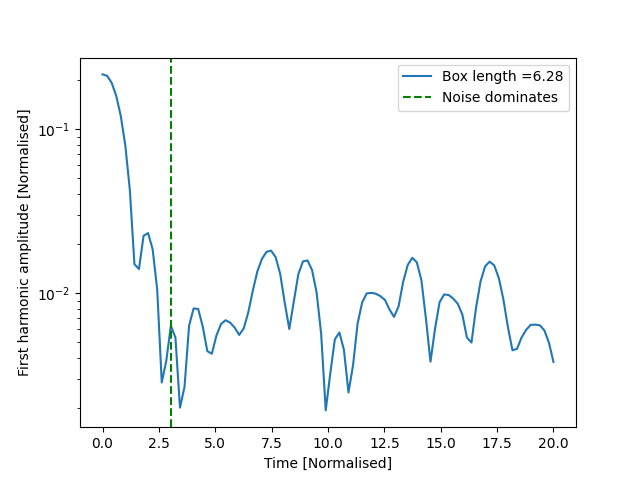 Box length =6.28
Noise dominates
First harmonic amplitude [Normalised]
10⁻¹
10⁻²
0.0 2.5 5.0 7.5 10.0 12.5 15.0 17.5 20.0
Time [Normalised]